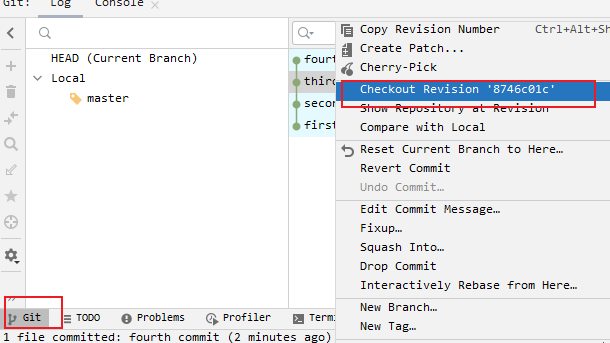 Git: Log Console
HEAD (Current Branch)
Local
master
fourt
third
secon
first
Copy Revision Number Ctrl+Alt+Sh
Create Patch...
Cherry-Pick
Checkout Revision '8746c01c'
Show Repository at Revision
Compare with Local
Reset Current Branch to Here…
Revert Commit
Undo Commit…
Edit Commit Message…
Fixup…
Squash Into…
Drop Commit
Interactively Rebase from Here…
New Branch…
New Tag…
Git TODO Problems Profiler Termi
1 file committed: fourth commit (2 minutes ago)